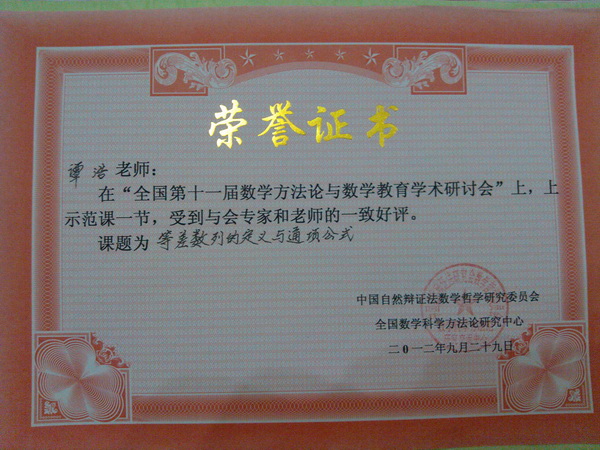 荣誉证书
谭浩老师：
在“全国第十一届数学方法论与数学教育学术研讨会”上，上
示范课一节，受到与会专家和老师的一致好评。
课题为等差数列的定义与通项公式
中国自然辩证法数学哲学研究委员会
全国数学科学方法论研究中心
二0一二年九月二十九日